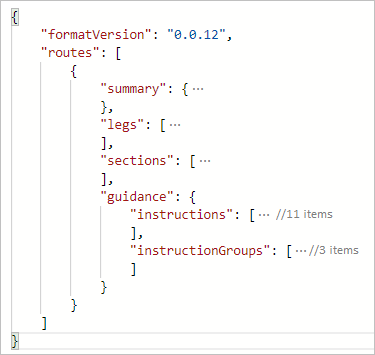 {
"formatVersion": "0.0.12",
"routes": [
{
"summary": { ···
},
"legs": [ ···
],
"sections": [ ···
],
"guidance": {
"instructions": [ ··· //11 items
],
"instructionGroups": [ ···//3 items
]
}
}
]
}